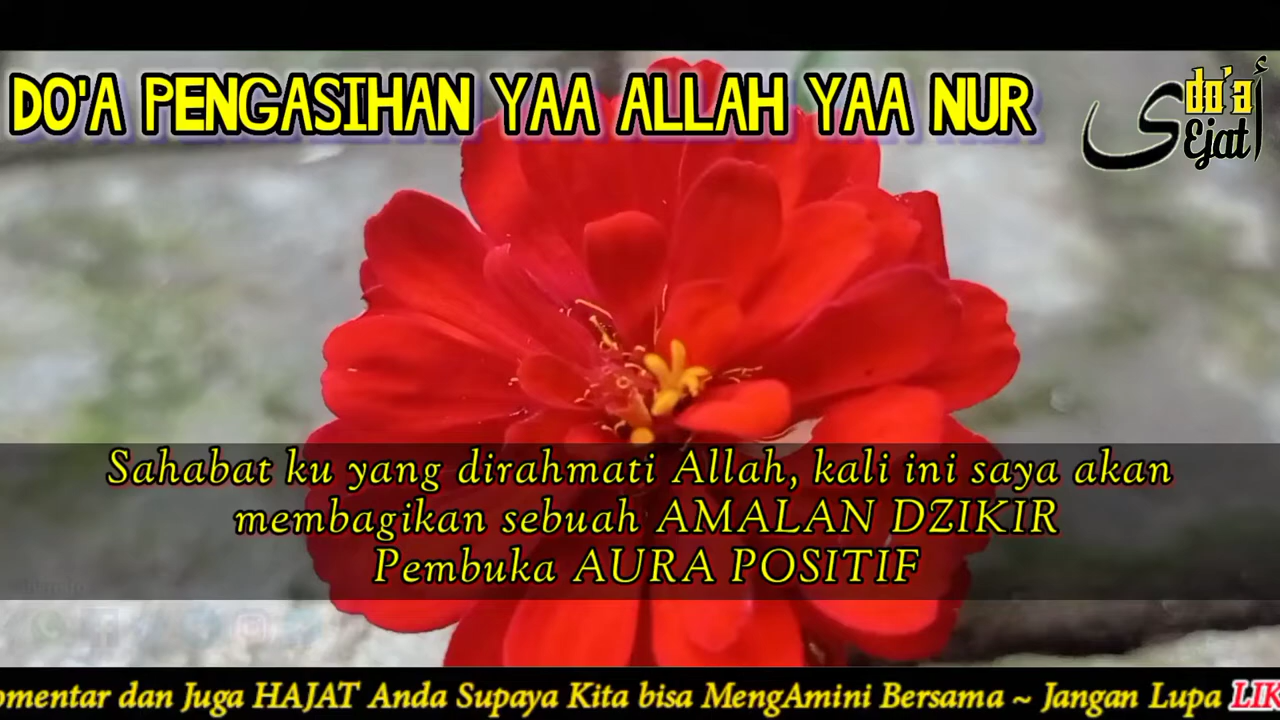 DO'A PENGASIHAN YAA ALLAH YAA NUR
do'a
Ejati
Sahabat ku yang dirahmati Allah, kali ini saya akan
membagikan sebuah AMALAN DZIKIR
Pembuka AURA POSITIF
omentar dan Juga HAJAT Anda Supaya Kita bisa MengAmini Bersama ~ Jangan Lupa LIK